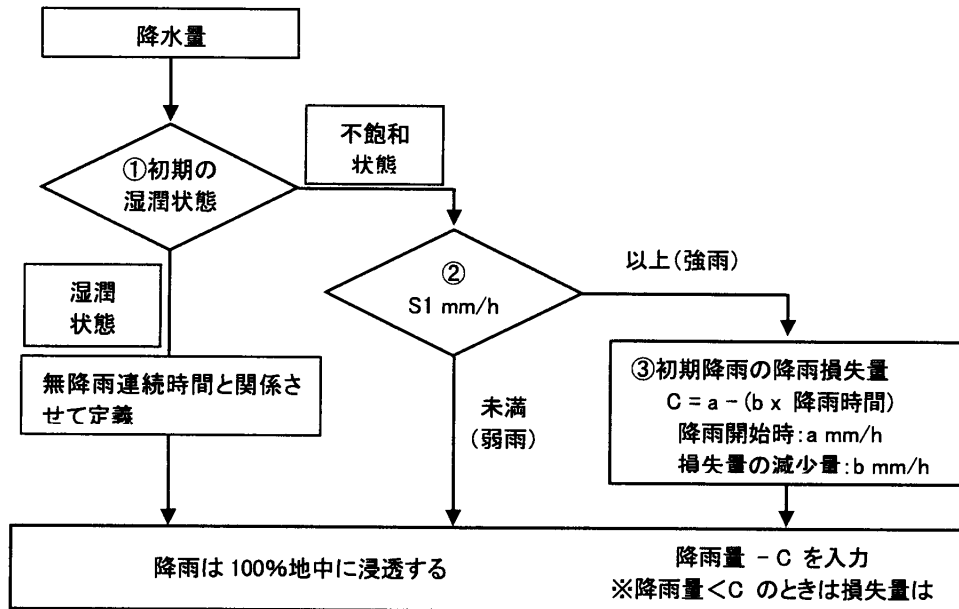 降水量
不飽和
状態
①初期の
湿潤状態
②
S1 mm/h
以上（強雨）
湿潤
状態
無降雨連続時間と関係さ
せて定義
未満
（弱雨）
③初期降雨の降雨損失量
C = a －(b x 降雨時間)
降雨開始時：a mm/h
損失量の減少量：b mm/h
降雨は 100%地中に浸透する
降雨量 － C を入力
※降雨量＜C のときは損失量は